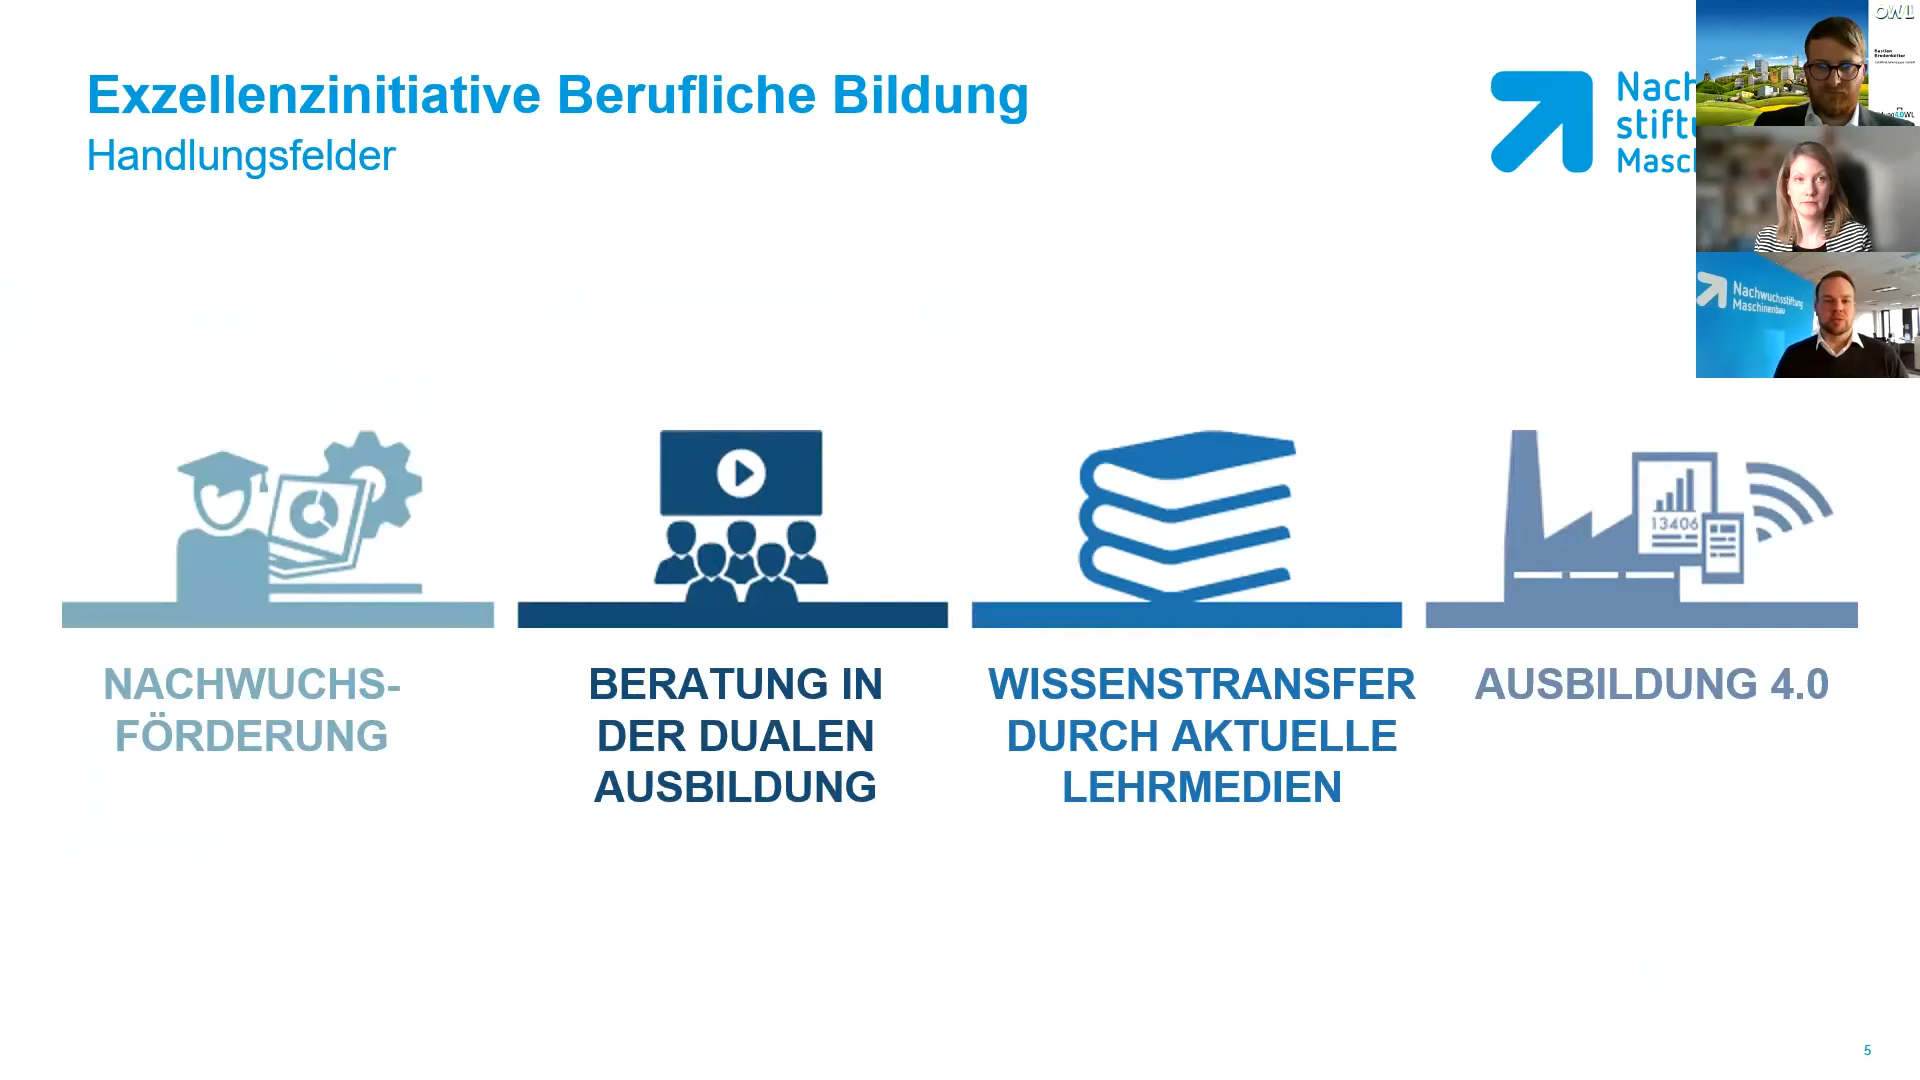 Exzellenzinitiative Berufliche Bildung
Handlungsfelder
Nach
stift
Masc
OWL
Nachwuchsstiftung
Maschinenbau
13406
NACHWUCHS-
FÖRDERUNG
BERATUNG IN
DER DUALEN
AUSBILDUNG
WISSENSTRANSFER
DURCH AKTUELLE
LEHRMEDIEN
AUSBILDUNG 4.0
5